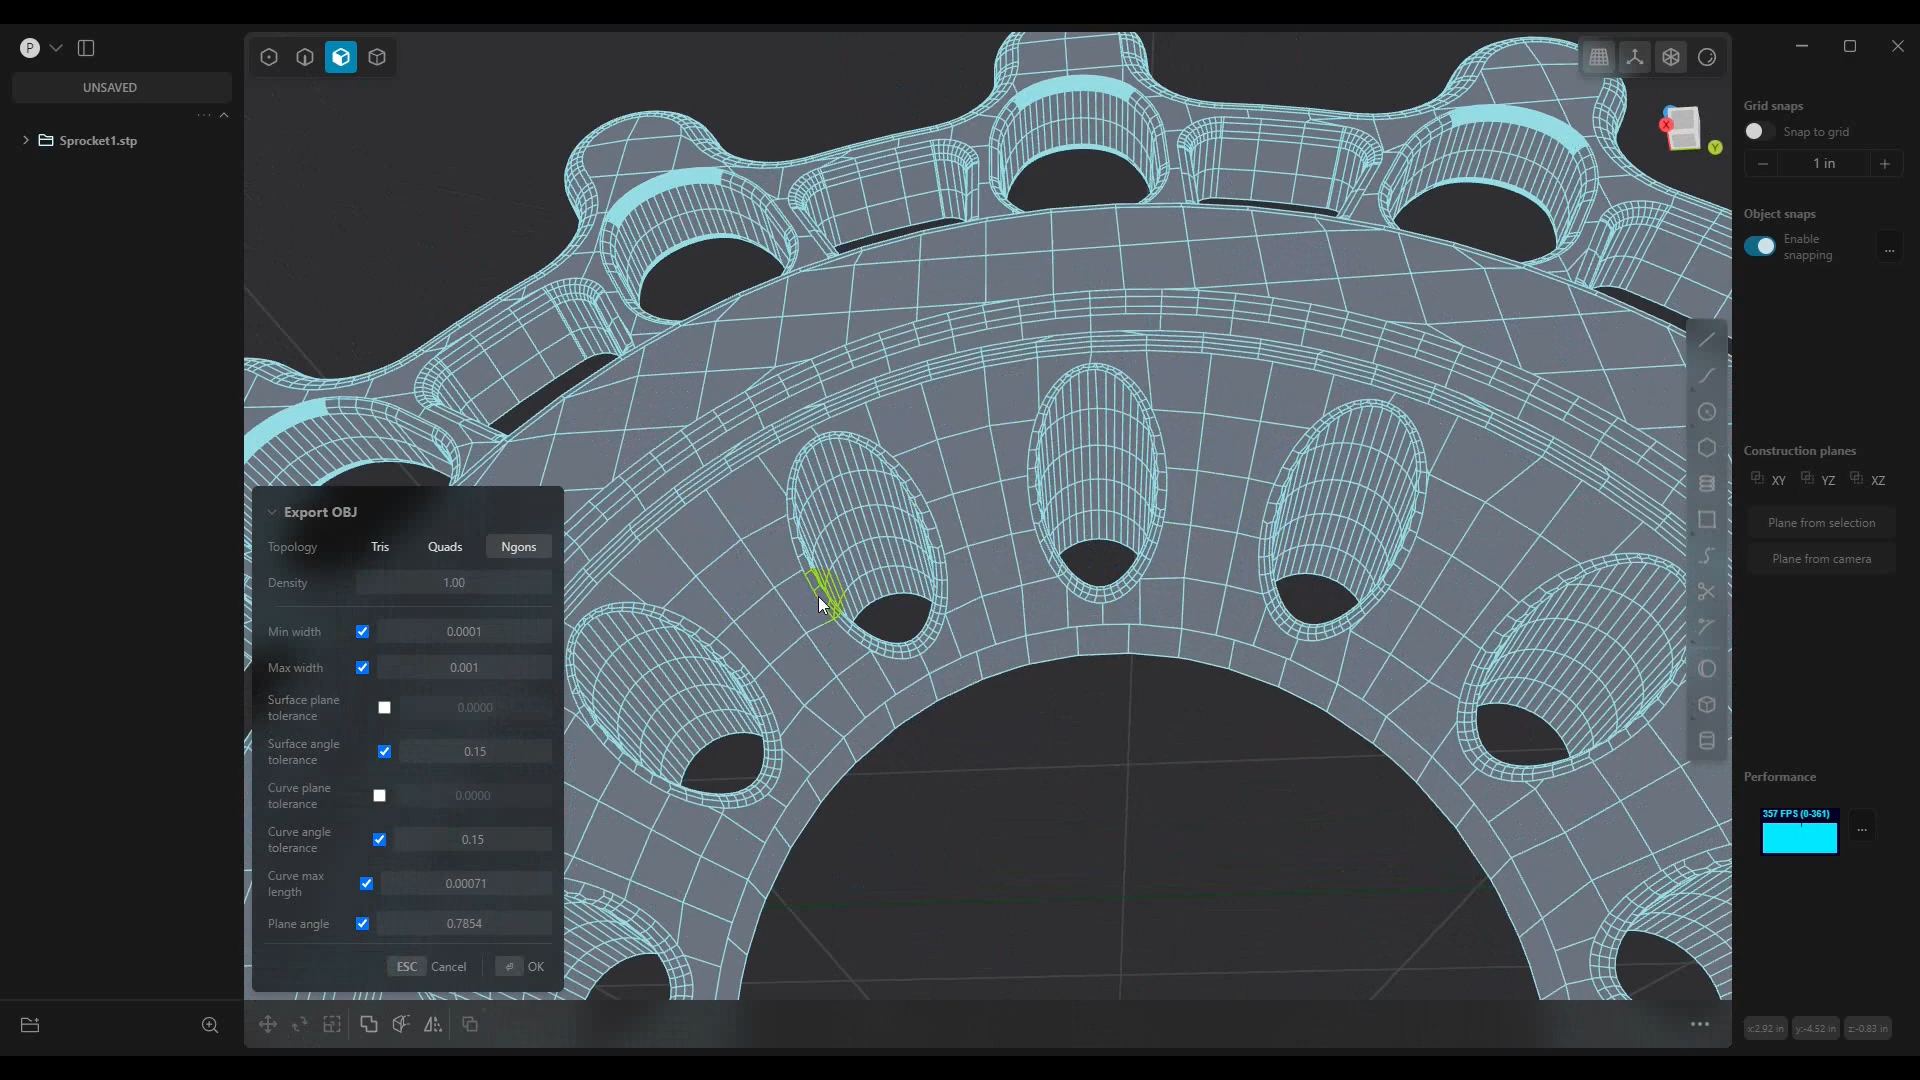 P
UNSAVED
Sprocket1.stp
X
Y
Export OBJ
Topology Tris Quads Ngons
Density 1.00
Min width 0.0001
Max width 0.001
Surface plane
tolerance
0.0000
Surface angle
tolerance
0.15
Curve plane
tolerance
0.0000
Curve angle
tolerance
0.15
Curve max
length
0.00071
Plane angle 0.7854
ESC Cancel OK
Grid snaps
Snap to grid
− 1 in +
Object snaps
Enable
snapping
...
Construction planes
XY YZ XZ
Plane from selection
Plane from camera
Performance
357 FPS (0-361)
...
x:2.92 in y:-4.52 in z:-0.83 in